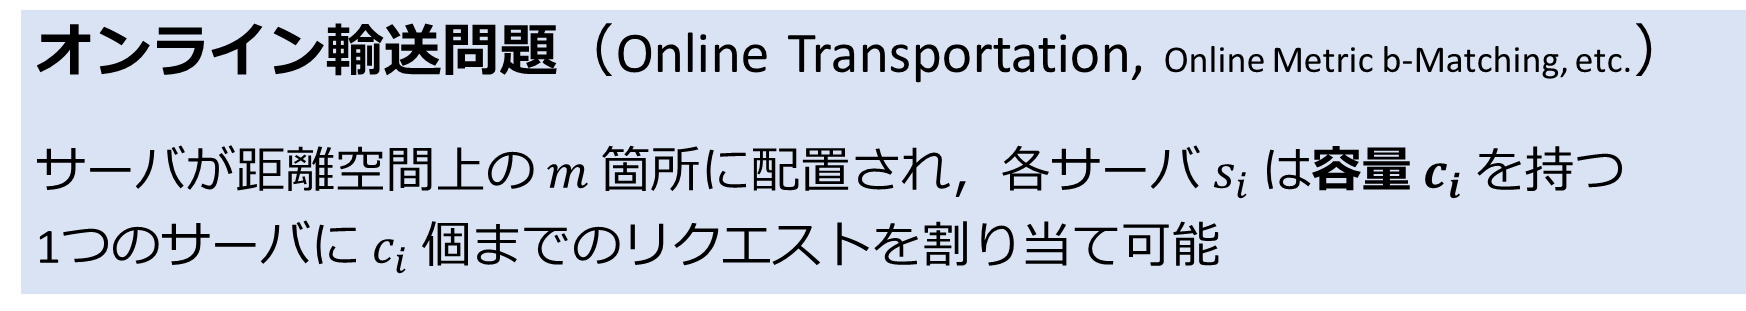 オンライン輸送問題（Online Transportation, Online Metric b-Matching, etc.）
サーバが距離空間上の m 箇所に配置され，各サーバ sᵢ は容量 cᵢ を持つ
1つのサーバに cᵢ 個までのリクエストを割り当て可能